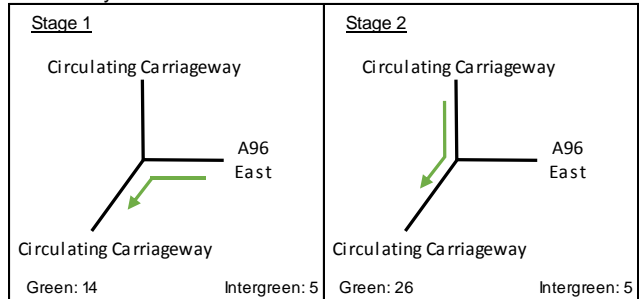 Stage 1
Circulating Carriageway
A96
East
Circulating Carriageway
Green: 14 Intergreen: 5
Stage 2
Circulating Carriageway
A96
East
Circulating Carriageway
Green: 26 Intergreen: 5